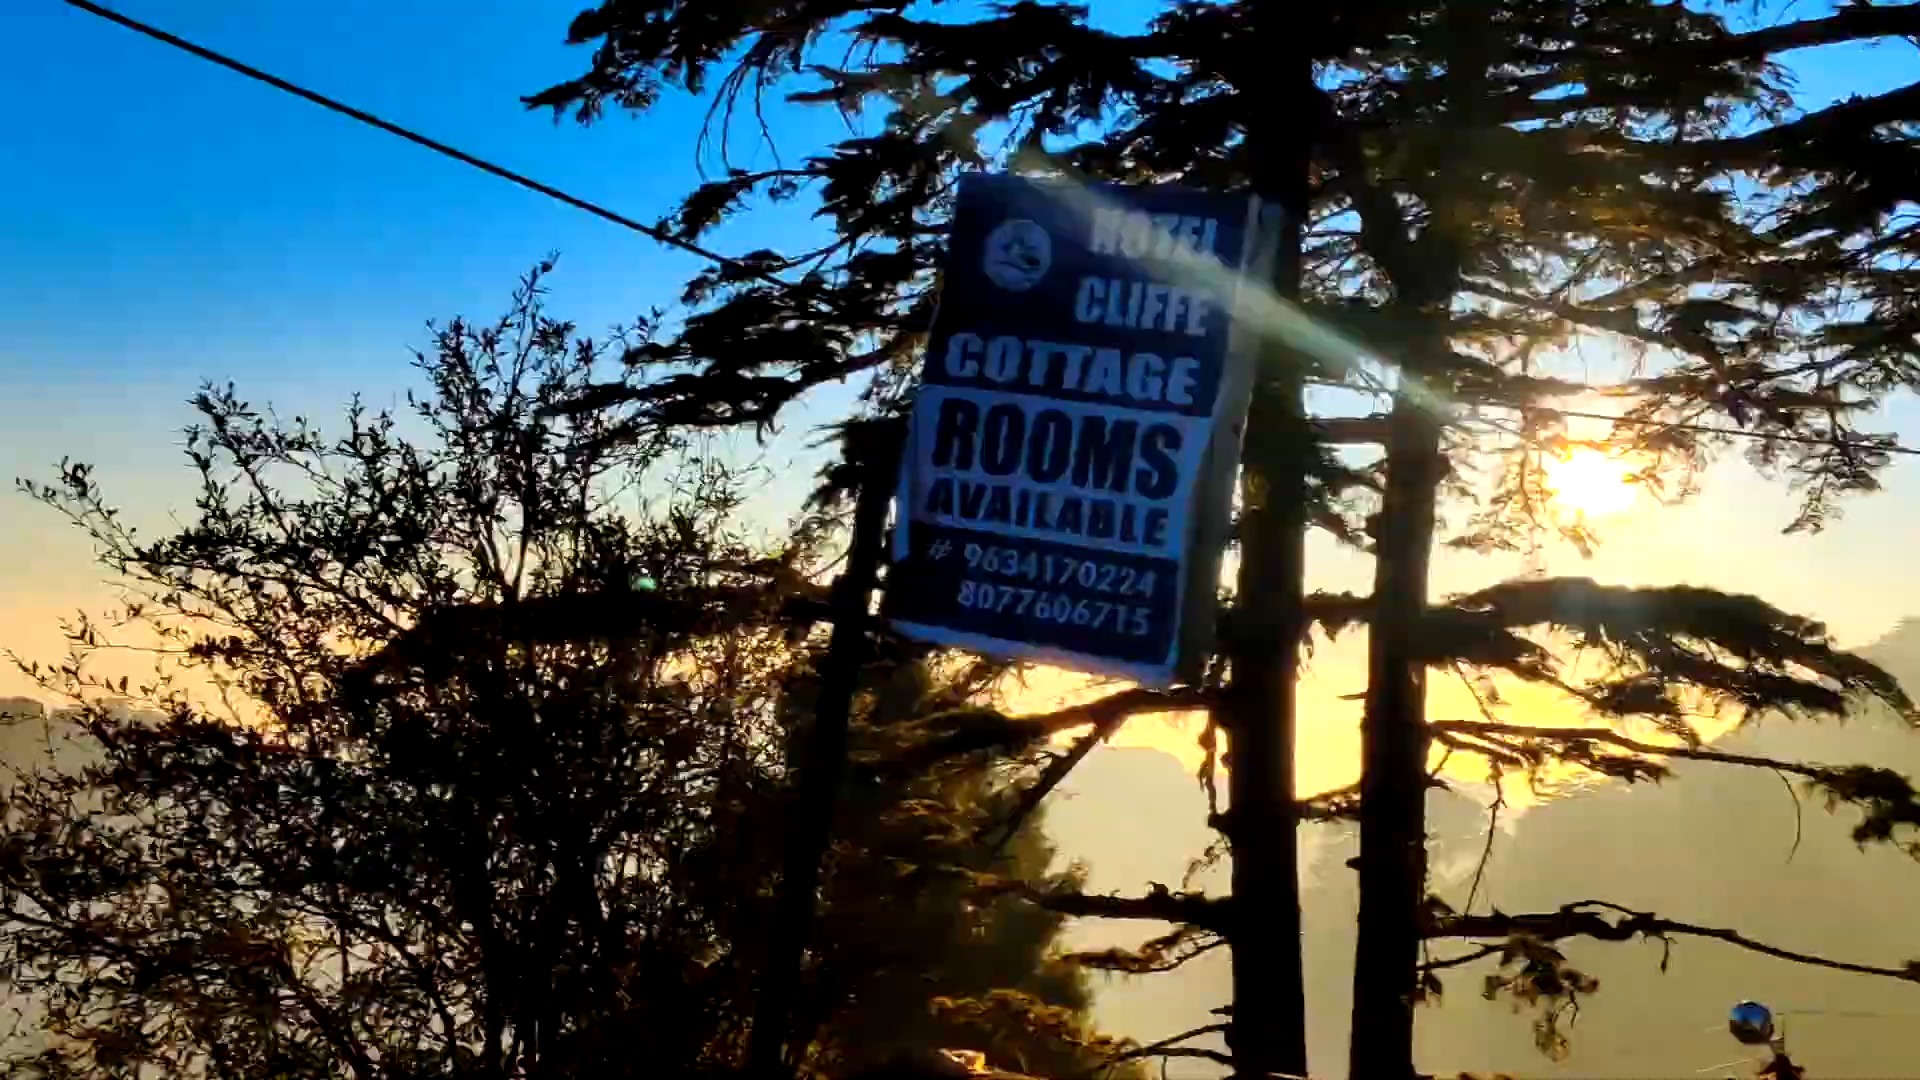 HOTEL
CLIFFE
COTTAGE
ROOMS
AVAILABLE
# 9634170224
8077606715